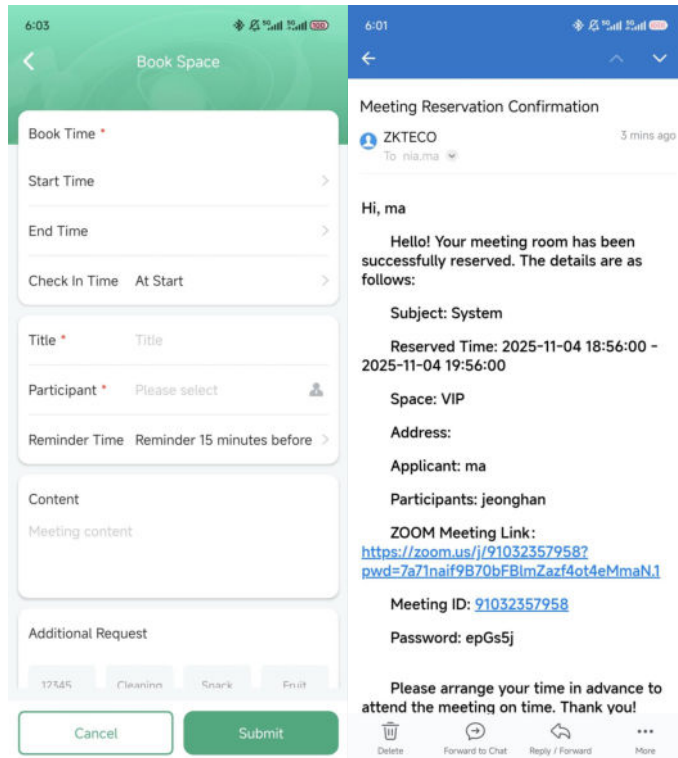 6:03
Book Space
Book Time *
Start Time
End Time
Check In Time At Start
Title * Title
Participant * Please select
Reminder Time Reminder 15 minutes before
Content
Meeting content
Additional Request
12345 Cleaning Snack Fruit
Cancel Submit
6:01
Meeting Reservation Confirmation
ZKTECO 3 mins ago
To nia.ma
Hi, ma
Hello! Your meeting room has been
successfully reserved. The details are as
follows:
Subject: System
Reserved Time: 2025-11-04 18:56:00 -
2025-11-04 19:56:00
Space: VIP
Address:
Applicant: ma
Participants: jeonghan
ZOOM Meeting Link:
https://zoom.us/j/91032357958?
pwd=7a71naif9B70bFBlmZazf4ot4eMmaN.1
Meeting ID: 91032357958
Password: epGs5j
Please arrange your time in advance to
attend the meeting on time. Thank you!
Delete Forward to Chat Reply / Forward More